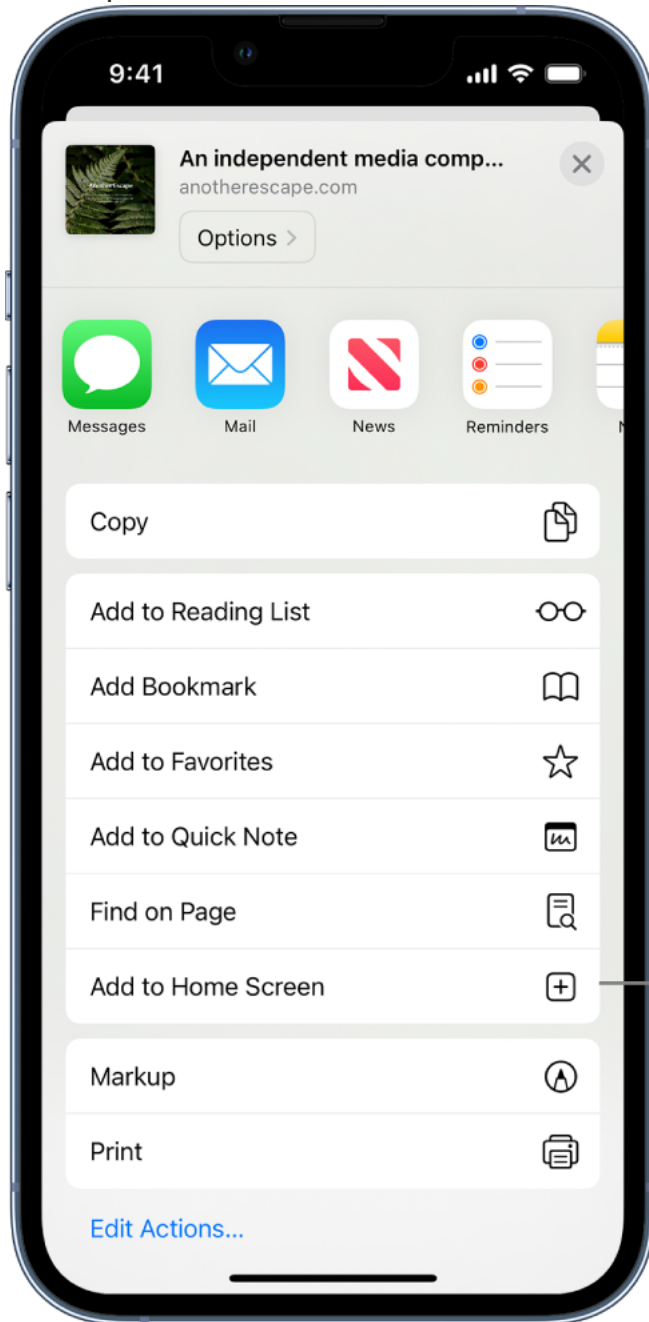 9:41
An independent media comp...
anotherescape.com
Options >
Messages
Mail
News
Reminders
Copy
Add to Reading List
Add Bookmark
Add to Favorites
Add to Quick Note
Find on Page
Add to Home Screen
Markup
Print
Edit Actions...